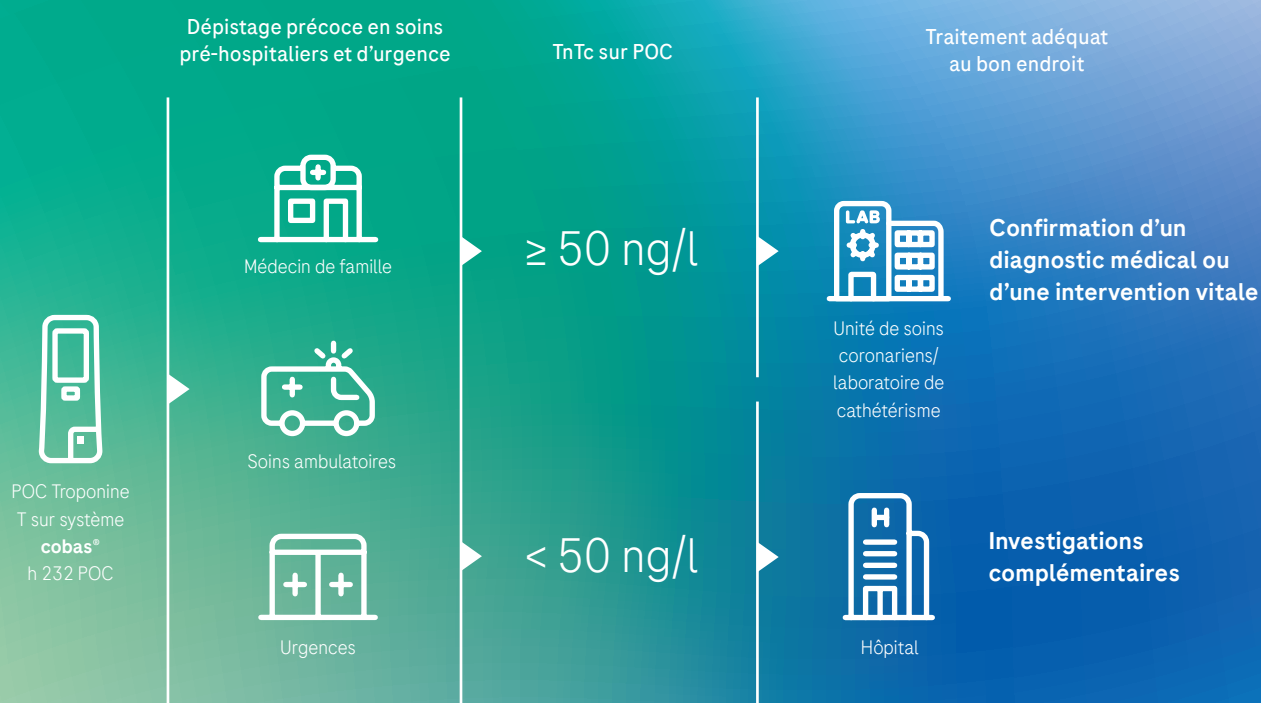 Dépistage précoce en soins
pré-hospitaliers et d'urgence
TnTc sur POC
Traitement adéquat
au bon endroit
POC Troponine
T sur système
cobas®
h 232 POC
Médecin de famille
Soins ambulatoires
Urgences
≥ 50 ng/l
< 50 ng/l
LAB
Unité de soins
coronariens/
laboratoire de
cathétérisme
Confirmation d'un
diagnostic médical ou
d'une intervention vitale
H
Hôpital
Investigations
complémentaires